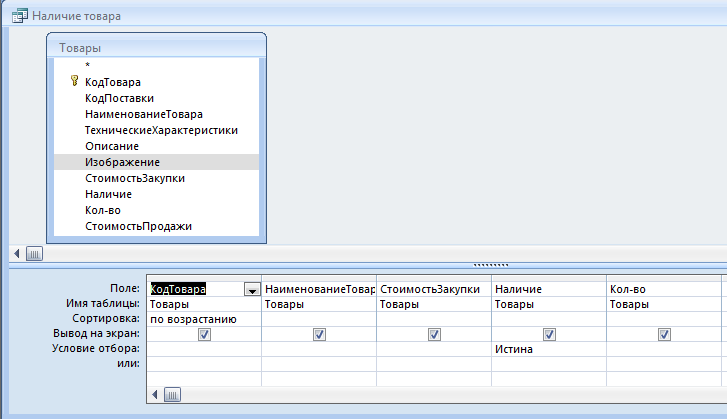 Наличие товара
Товары
*
КодТовара
КодПоставки
НаименованиеТовара
ТехническиеХарактеристики
Описание
Изображение
СтоимостьЗакупки
Наличие
Кол-во
СтоимостьПродажи
Поле: КодТовара НаименованиеТовар СтоимостьЗакупки Наличие Кол-во
Имя таблицы: Товары Товары Товары Товары Товары
Сортировка: по возрастанию
Вывод на экран:
Условие отбора: Истина
или: